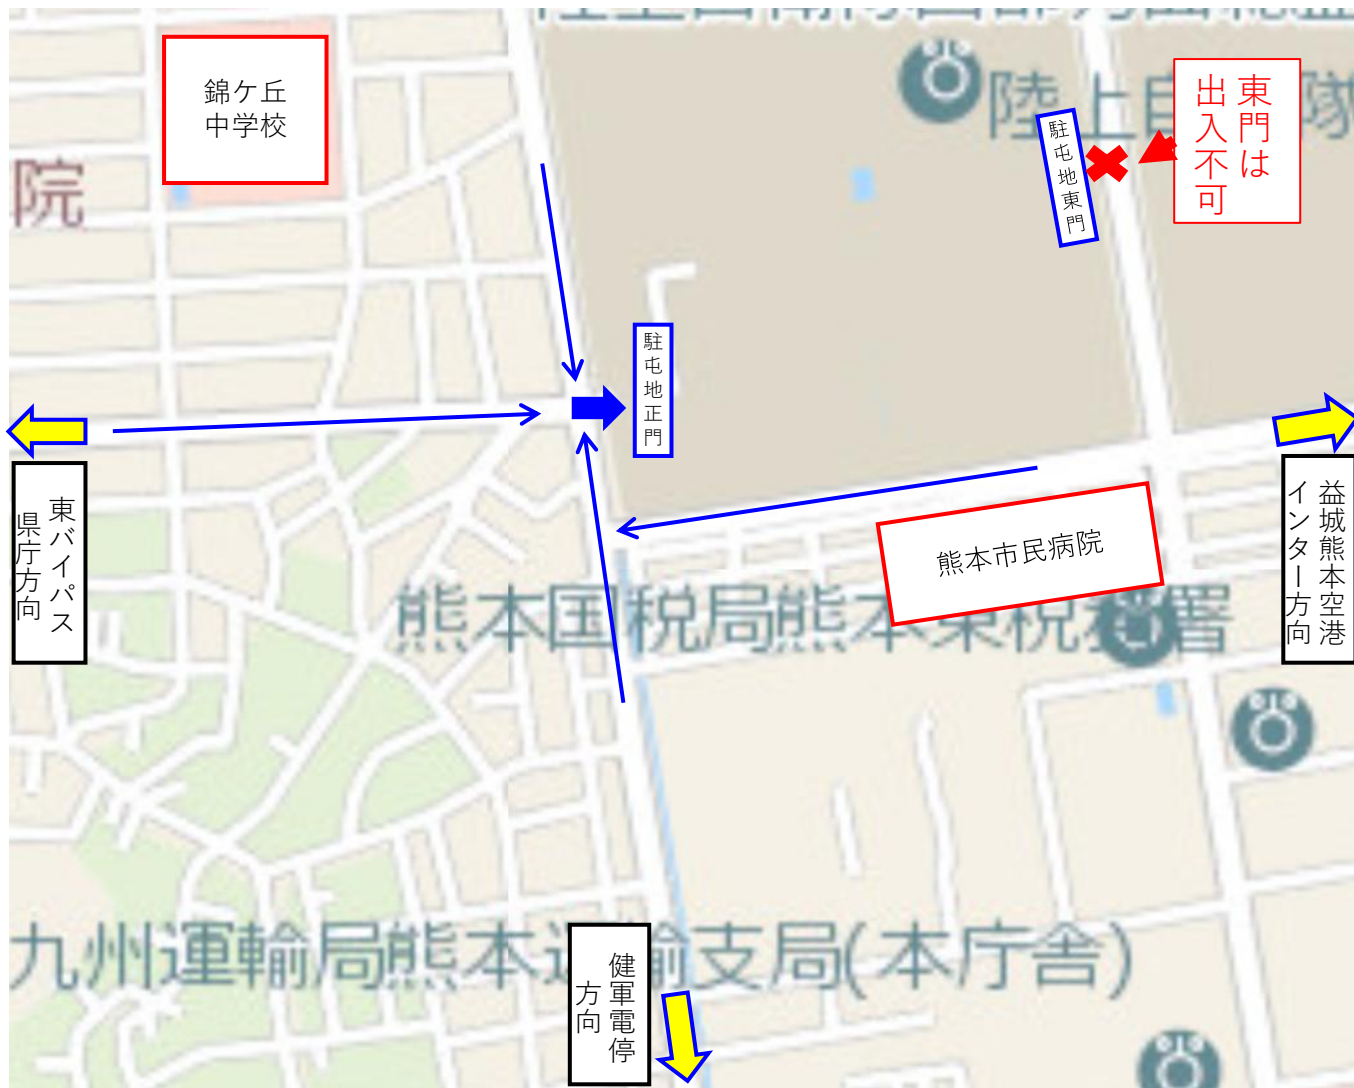 錦ケ丘
中学校
院
陸上自
隊
東門は
出入不可
駐屯地東門
駐屯地正門
東バイパス
県庁方向
益城熊本空港
インター方向
熊本市民病院
熊本国税局熊本東税務署
九州運輸局熊本運輸支局(本庁舎)
健軍電停
方向